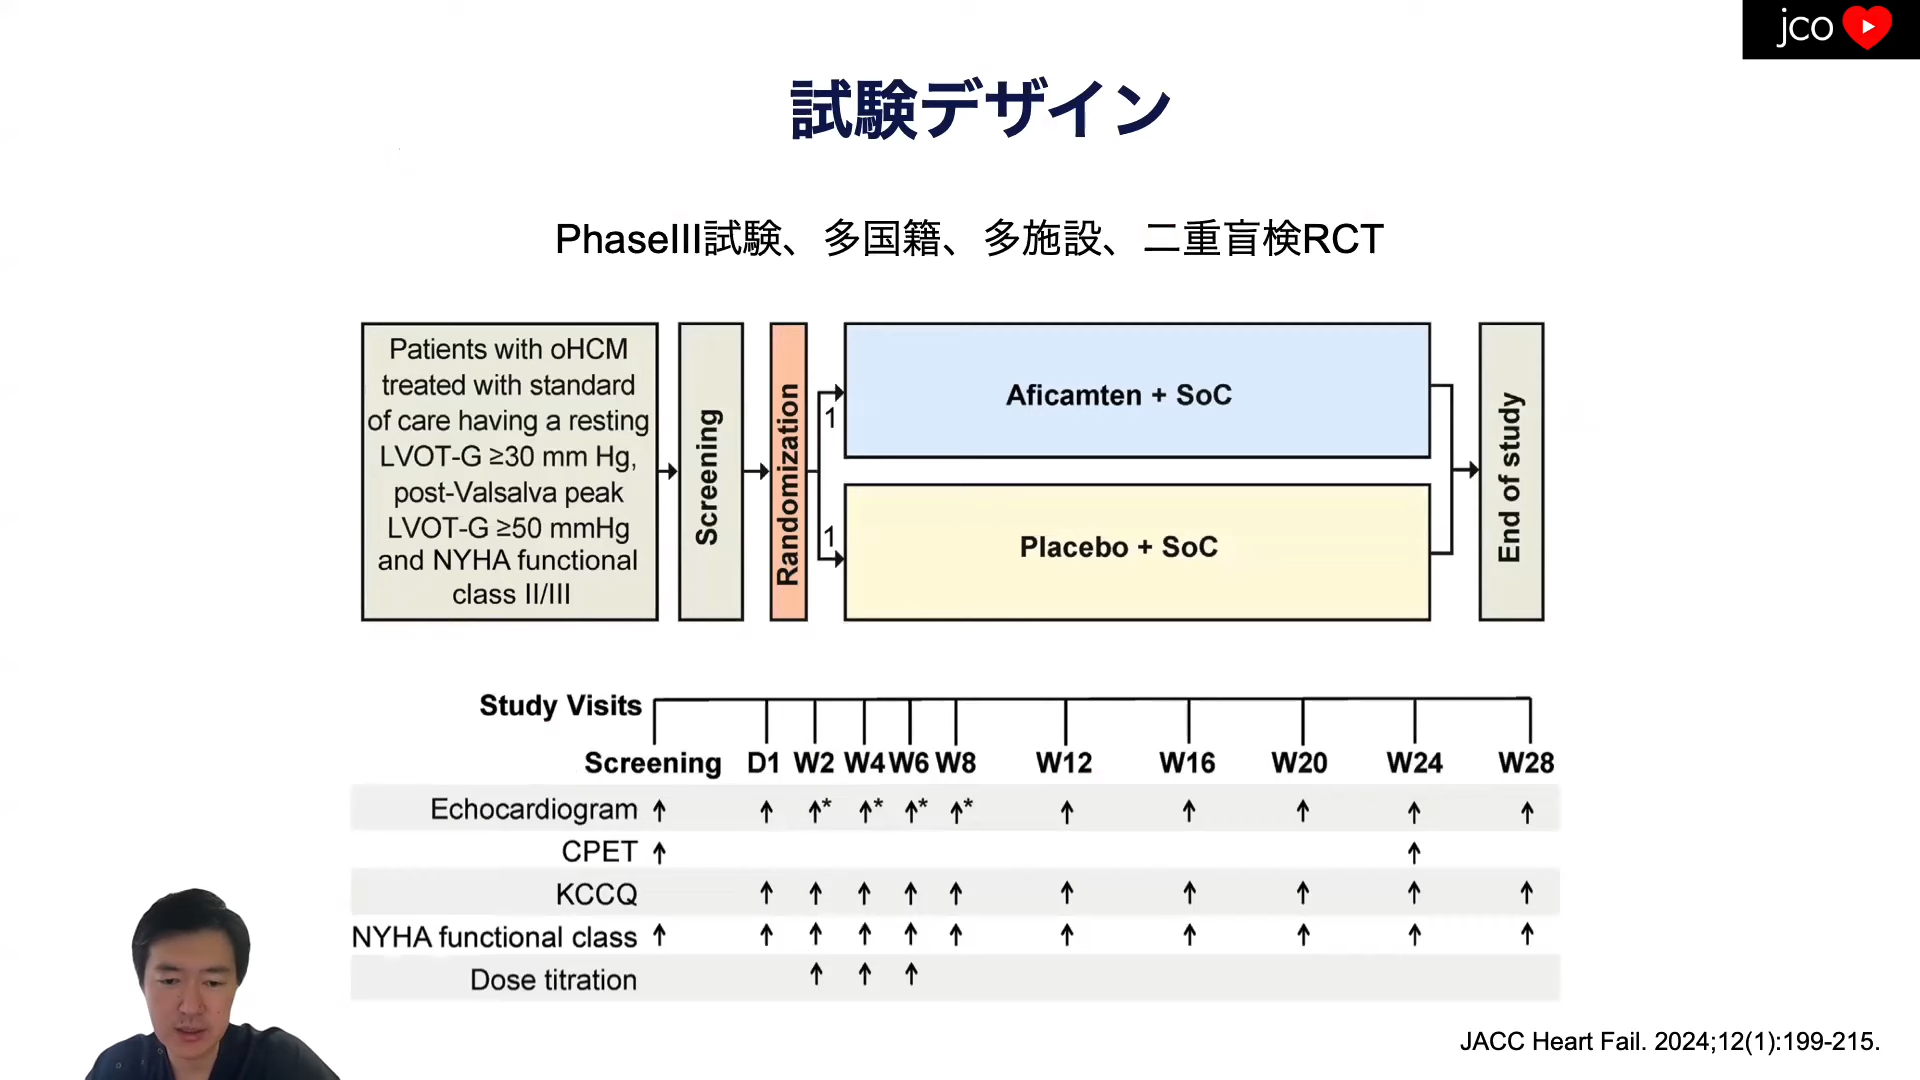 jco
試験デザイン
PhaseIII試験、多国籍、多施設、二重盲検RCT
Patients with oHCM
treated with standard
of care having a resting
LVOT-G ≥30 mm Hg,
post-Valsalva peak
LVOT-G ≥50 mmHg
and NYHA functional
class II/III
Screening
Randomization
1
1
Aficamten + SoC
Placebo + SoC
End of study
Study Visits
Screening D1 W2 W4 W6 W8 W12 W16 W20 W24 W28
Echocardiogram ↑ ↑ ↑* ↑* ↑* ↑* ↑ ↑ ↑ ↑ ↑
CPET ↑ ↑
KCCQ ↑ ↑ ↑ ↑ ↑ ↑ ↑ ↑ ↑ ↑
NYHA functional class ↑ ↑ ↑ ↑ ↑ ↑ ↑ ↑ ↑ ↑ ↑
Dose titration ↑ ↑ ↑
JACC Heart Fail. 2024;12(1):199-215.